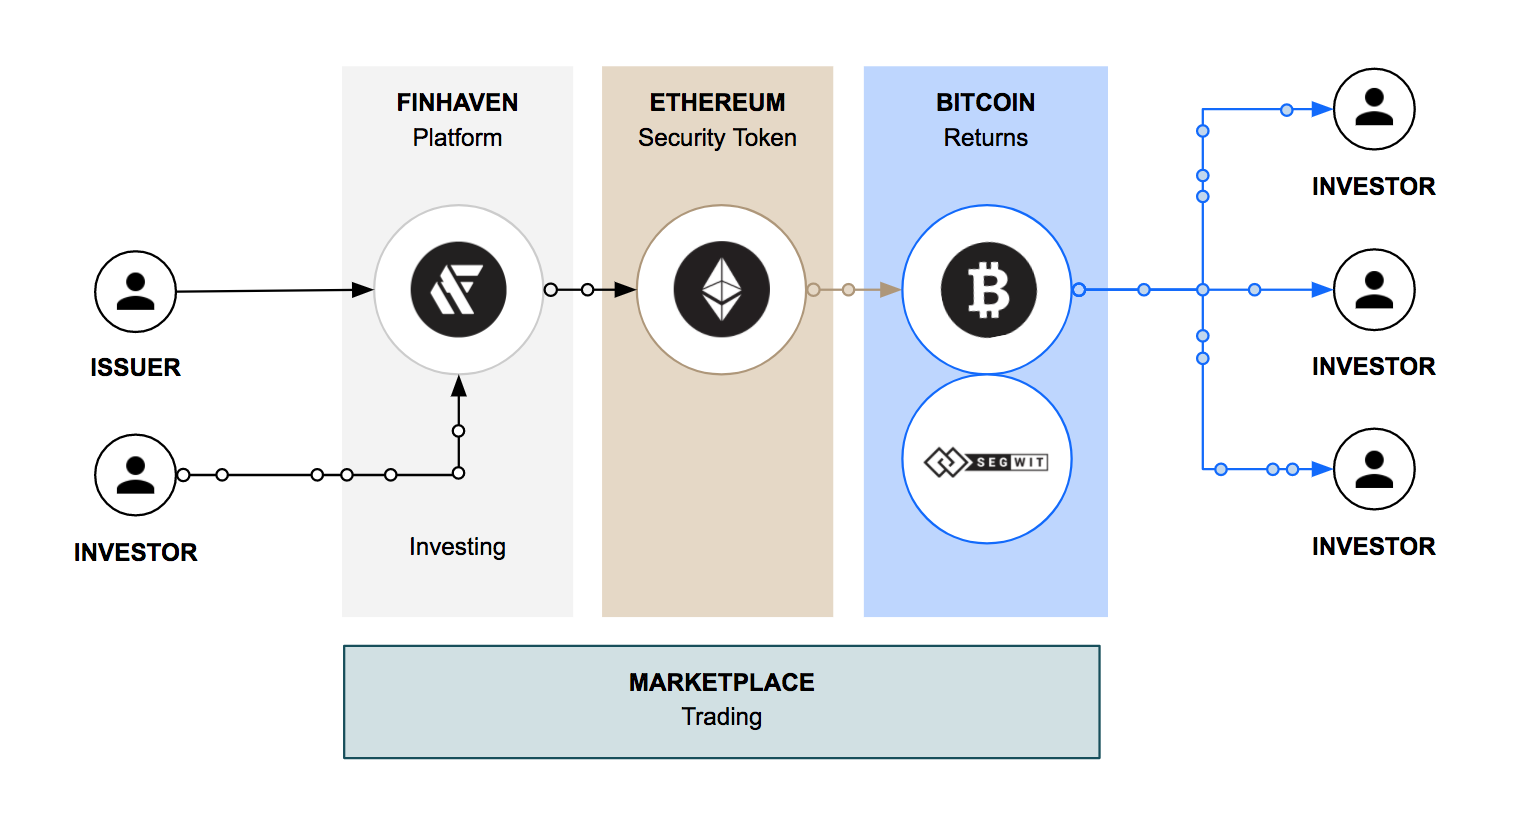 FINHAVEN
Platform
ETHEREUM
Security Token
BITCOIN
Returns
INVESTOR
ISSUER
INVESTOR
SEGWIT
INVESTOR
Investing
INVESTOR
MARKETPLACE
Trading